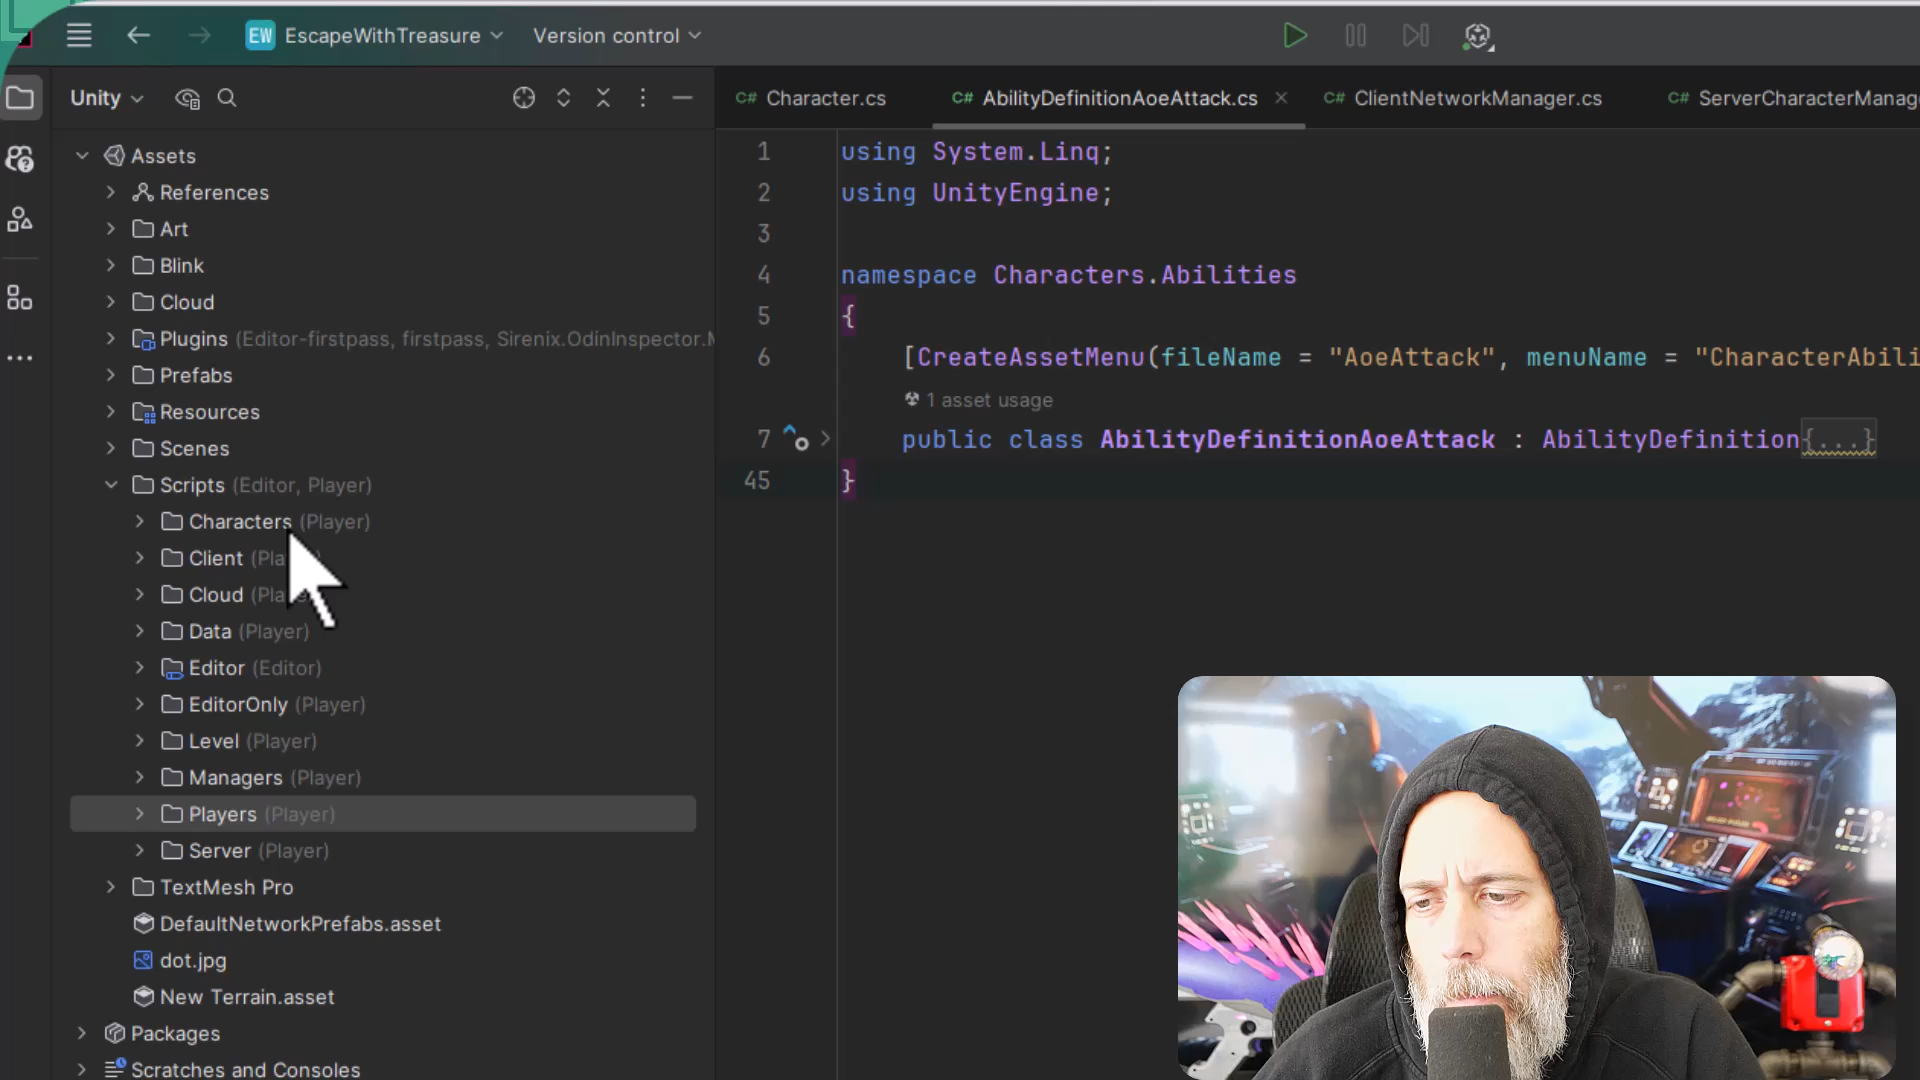 EW EscapeWithTreasure Version control
Unity
C# Character.cs C# AbilityDefinitionAoeAttack.cs C# ClientNetworkManager.cs C# ServerCharacterManag
Assets
References
Art
Blink
Cloud
Plugins (Editor-firstpass, firstpass, Sirenix.OdinInspector.M
Prefabs
Resources
Scenes
Scripts (Editor, Player)
Characters (Player)
Client (Pla
Cloud (Pla
Data (Player)
Editor (Editor)
EditorOnly (Player)
Level (Player)
Managers (Player)
Players (Player)
Server (Player)
TextMesh Pro
DefaultNetworkPrefabs.asset
dot.jpg
New Terrain.asset
Packages
Scratches and Consoles
1 using System.Linq;
2 using UnityEngine;
3
4 namespace Characters.Abilities
5 {
6 [CreateAssetMenu(fileName = "AoeAttack", menuName = "CharacterAbili
1 asset usage
7 public class AbilityDefinitionAoeAttack : AbilityDefinition{...}
45 }